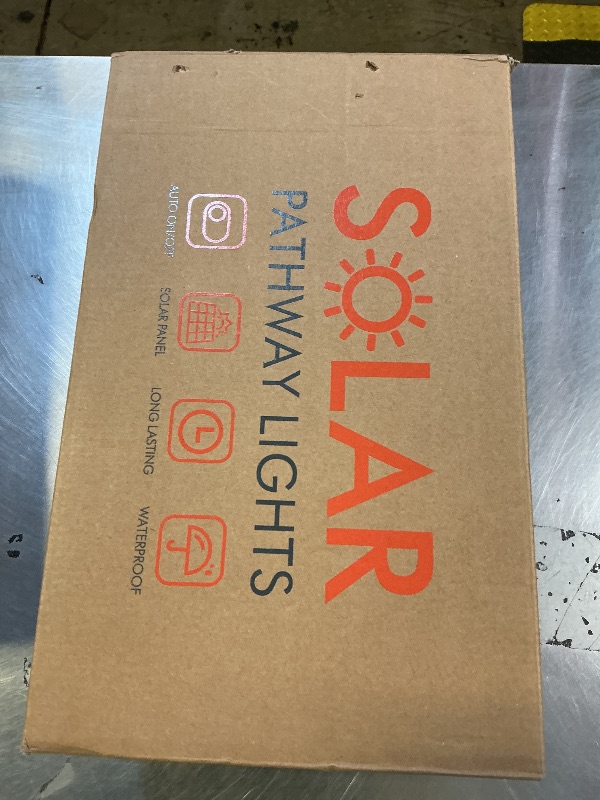 SOLAR
PATHWAY LIGHTS
AUTO ON/OFF
SOLAR PANEL
LONG LASTING
WATERPROOF